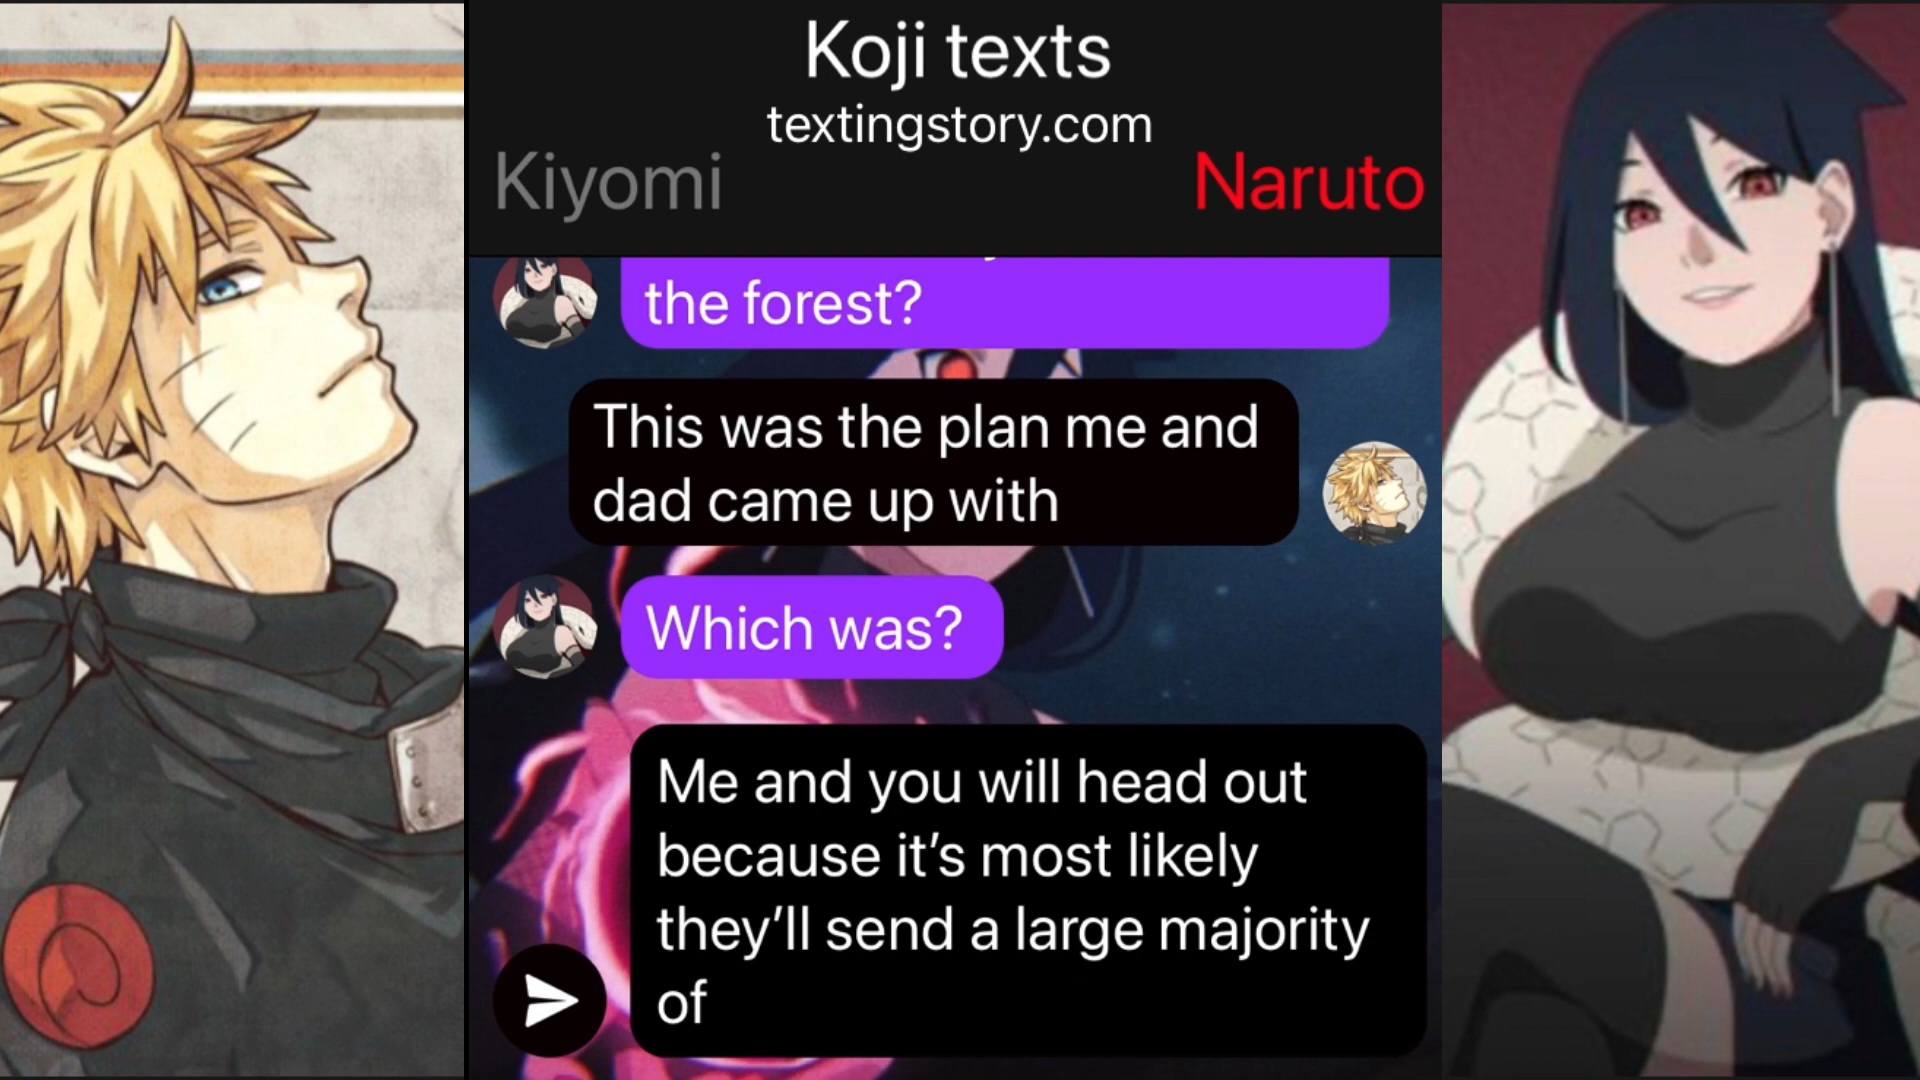 Koji texts
textingstory.com
Kiyomi
Naruto
the forest?
This was the plan me and
dad came up with
Which was?
Me and you will head out
because it’s most likely
they’ll send a large majority
of